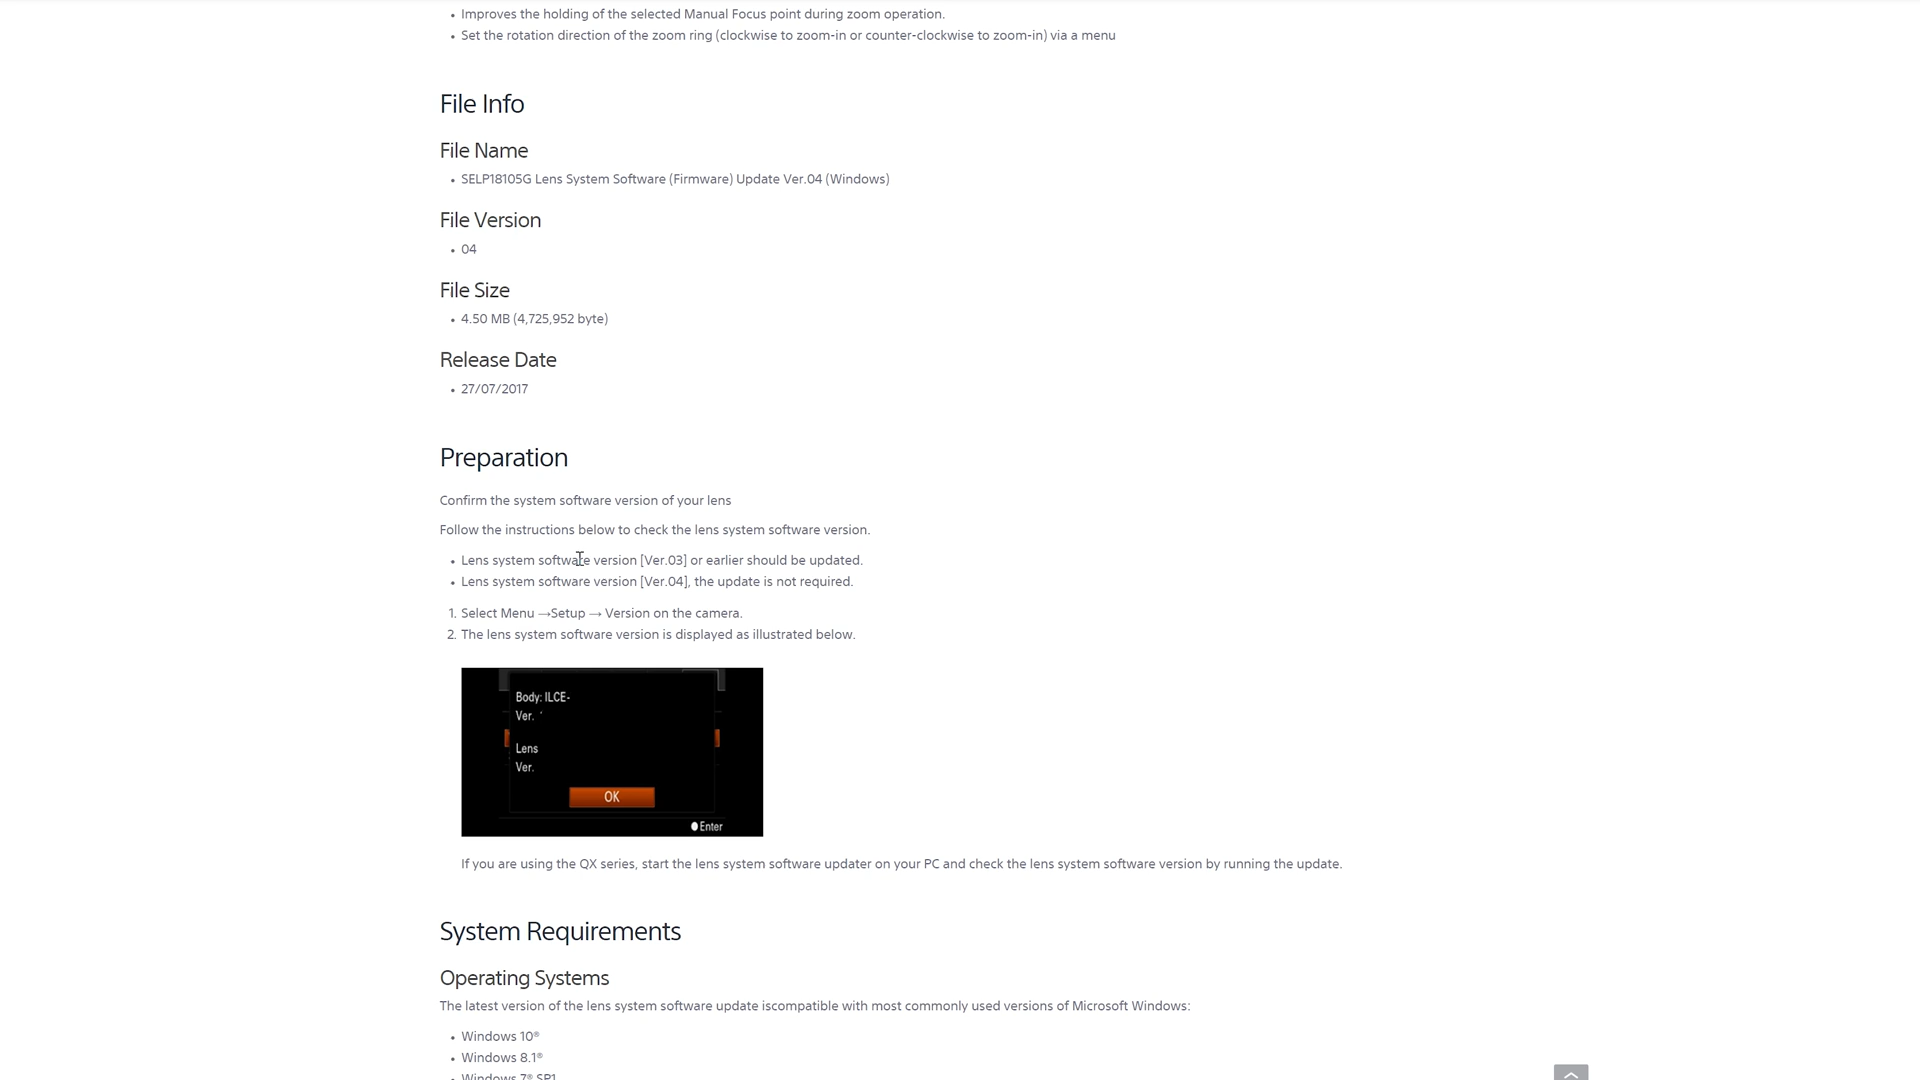 • Improves the holding of the selected Manual Focus point during zoom operation.
• Set the rotation direction of the zoom ring (clockwise to zoom-in or counter-clockwise to zoom-in) via a menu
File Info
File Name
• SELP18105G Lens System Software (Firmware) Update Ver.04 (Windows)
File Version
• 04
File Size
• 4.50 MB (4,725,952 byte)
Release Date
• 27/07/2017
Preparation
Confirm the system software version of your lens
Follow the instructions below to check the lens system software version.
• Lens system software version [Ver.03] or earlier should be updated.
• Lens system software version [Ver.04], the update is not required.
1. Select Menu →Setup → Version on the camera.
2. The lens system software version is displayed as illustrated below.
Body: ILCE-
Ver.
Lens
Ver.
OK
Enter
If you are using the QX series, start the lens system software updater on your PC and check the lens system software version by running the update.
System Requirements
Operating Systems
The latest version of the lens system software update iscompatible with most commonly used versions of Microsoft Windows:
• Windows 10®
• Windows 8.1®
• Windows 7® SP1